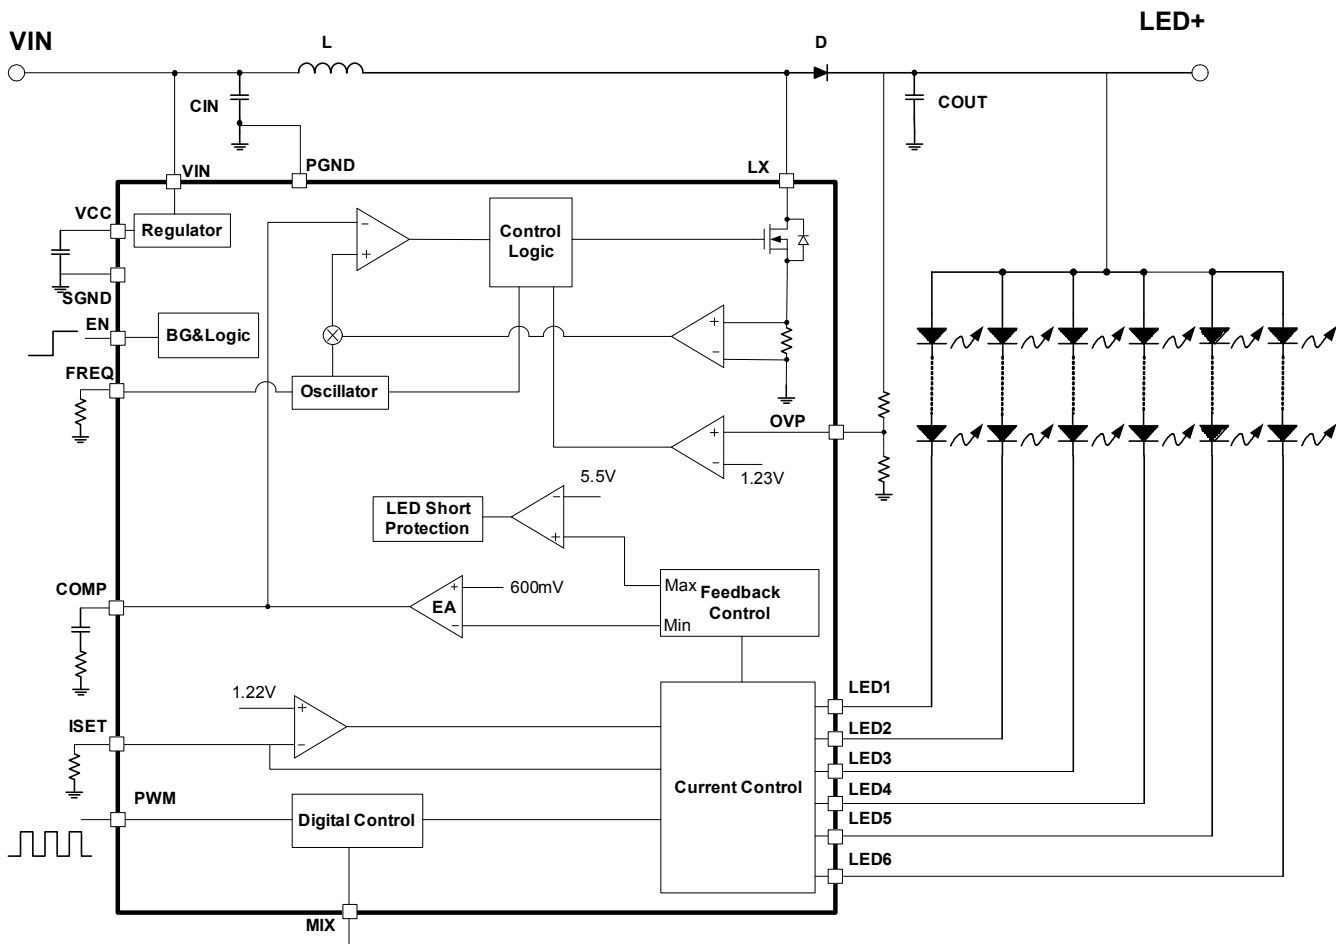 LED+
VIN
L
D
CIN
COUT
VIN
PGND
LX
VCC
Regulator
Control
Logic
SGND
EN
BG&Logic
FREQ
Oscillator
+
−
+
−
OVP
+
−
1.23V
−
+
5.5V
LED Short
Protection
−
+
COMP
EA
+
−
600mV
Max
Min
Feedback
Control
1.22V
ISET
+
−
LED1
LED2
LED3
LED4
LED5
LED6
Current Control
PWM
Digital Control
MIX